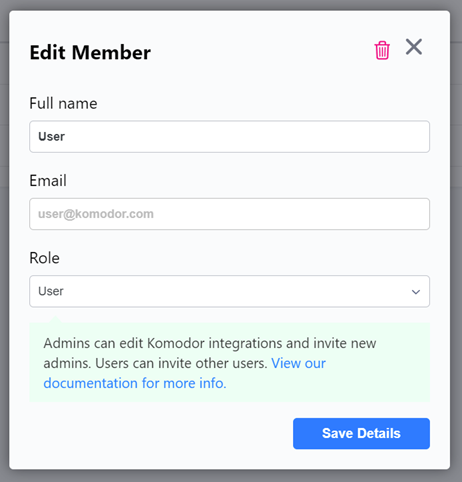 Edit Member
Full name
User
Email
user@komodor.com
Role
User
Admins can edit Komodor integrations and invite new
admins. Users can invite other users. View our
documentation for more info.
Save Details